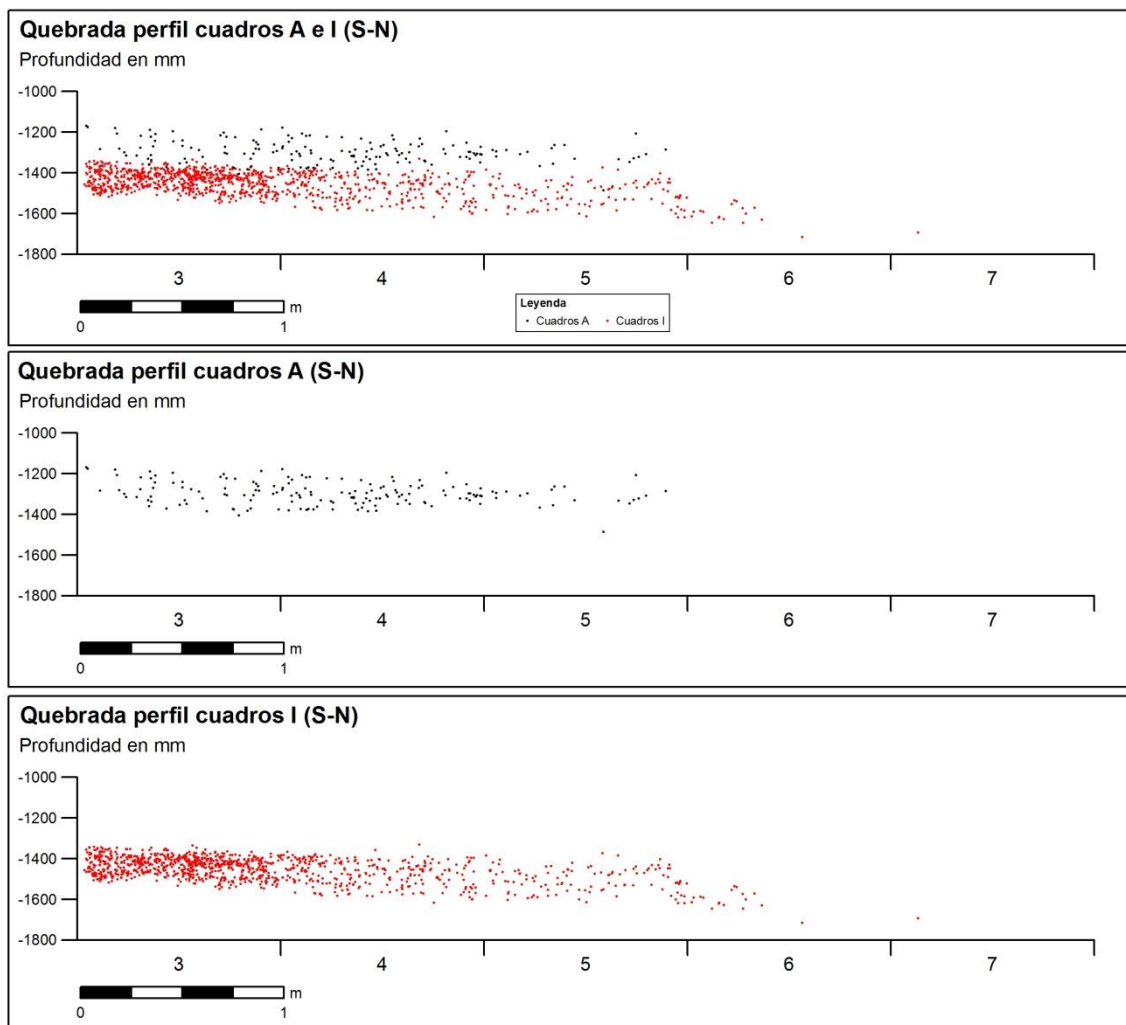 Quebrada perfil cuadros A e I (S-N)
Profundidad en mm
-1000
-1200
-1400
-1600
-1800
3 4 5 6 7
0 1 m
Leyenda
Cuadros A Cuadros I
Quebrada perfil cuadros A (S-N)
Profundidad en mm
-1000
-1200
-1400
-1600
-1800
3 4 5 6 7
0 1 m
Quebrada perfil cuadros I (S-N)
Profundidad en mm
-1000
-1200
-1400
-1600
-1800
3 4 5 6 7
0 1 m